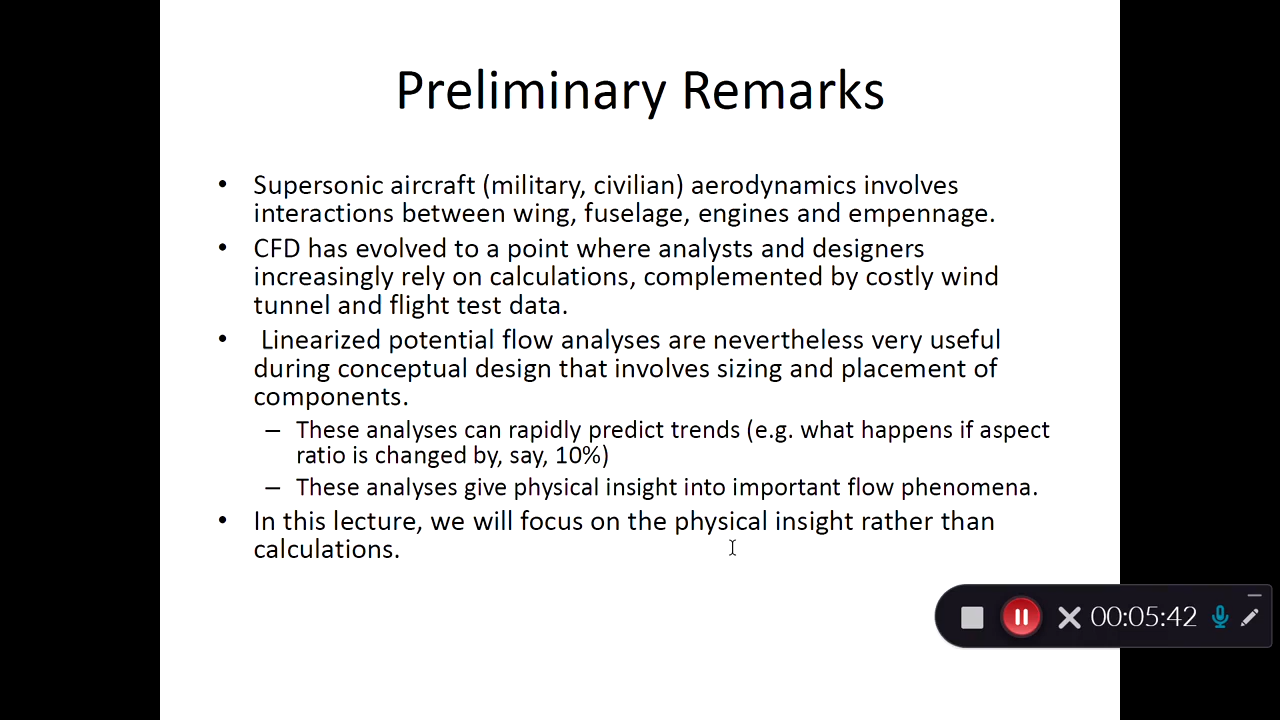 Preliminary Remarks
• Supersonic aircraft (military, civilian) aerodynamics involves
interactions between wing, fuselage, engines and empennage.
• CFD has evolved to a point where analysts and designers
increasingly rely on calculations, complemented by costly wind
tunnel and flight test data.
• Linearized potential flow analyses are nevertheless very useful
during conceptual design that involves sizing and placement of
components.
– These analyses can rapidly predict trends (e.g. what happens if aspect
ratio is changed by, say, 10%)
– These analyses give physical insight into important flow phenomena.
• In this lecture, we will focus on the physical insight rather than
calculations.
00:05:42